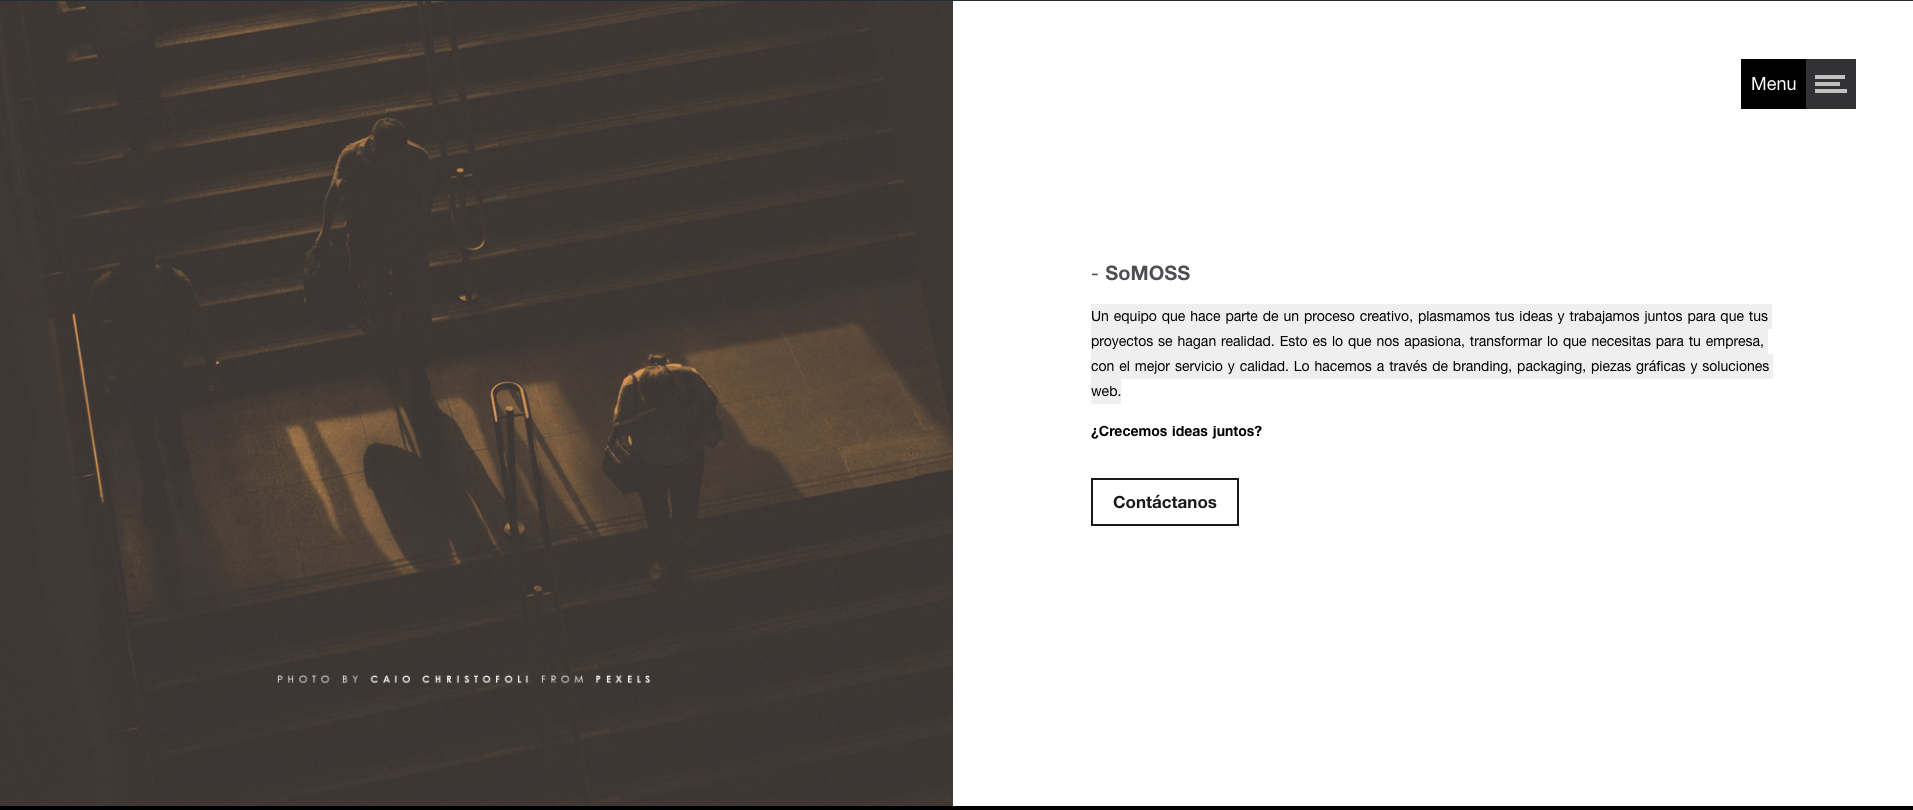 Menu
- SoMOSS
Un equipo que hace parte de un proceso creativo, plasmamos tus ideas y trabajamos juntos para que tus
proyectos se hagan realidad. Esto es lo que nos apasiona, transformar lo que necesitas para tu empresa,
con el mejor servicio y calidad. Lo hacemos a través de branding, packaging, piezas gráficas y soluciones
web.
¿Crecemos ideas juntos?
Contáctanos
PHOTO BY CAIO CHRISTOFOLI FROM PEXELS